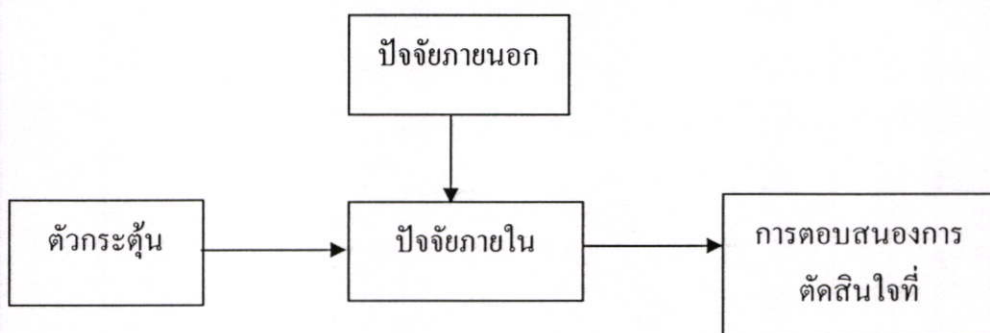 ปัจจัยภายนอก
ตัวกระตุ้น
ปัจจัยภายใน
การตอบสนองการ
ตัดสินใจที่